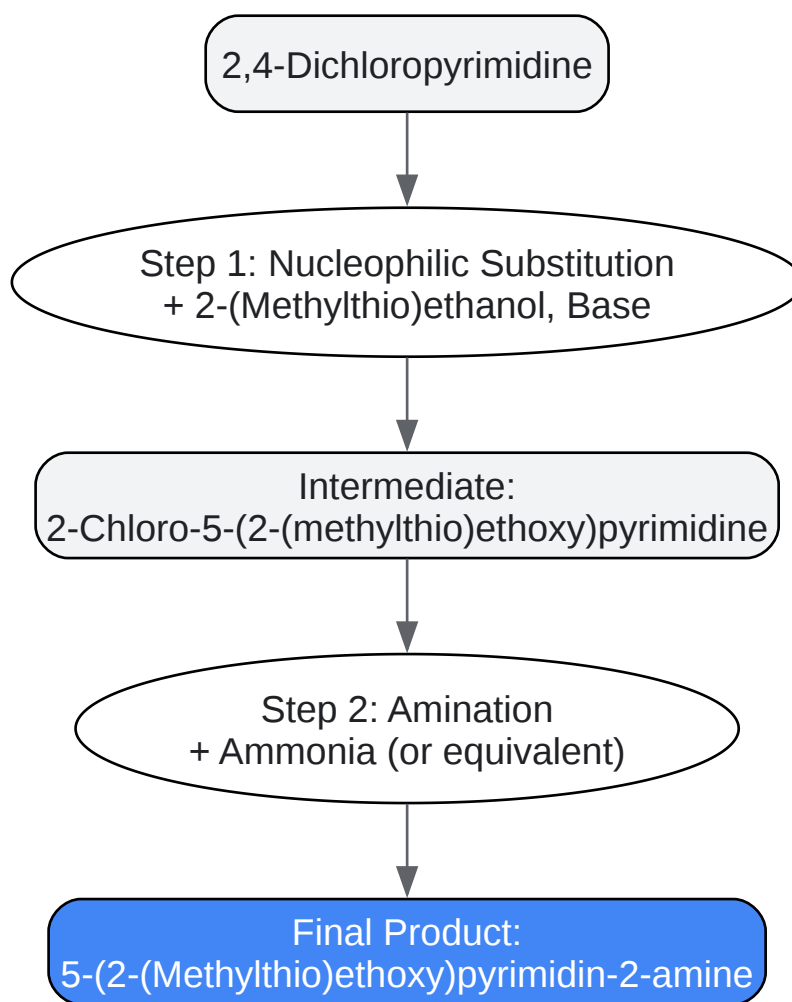 2,4-Dichloropyrimidine
Step 1: Nucleophilic Substitution
+ 2-(Methylthio)ethanol, Base
Intermediate:
2-Chloro-5-(2-(methylthio)ethoxy)pyrimidine
Step 2: Amination
+ Ammonia (or equivalent)
Final Product:
5-(2-(Methylthio)ethoxy)pyrimidin-2-amine